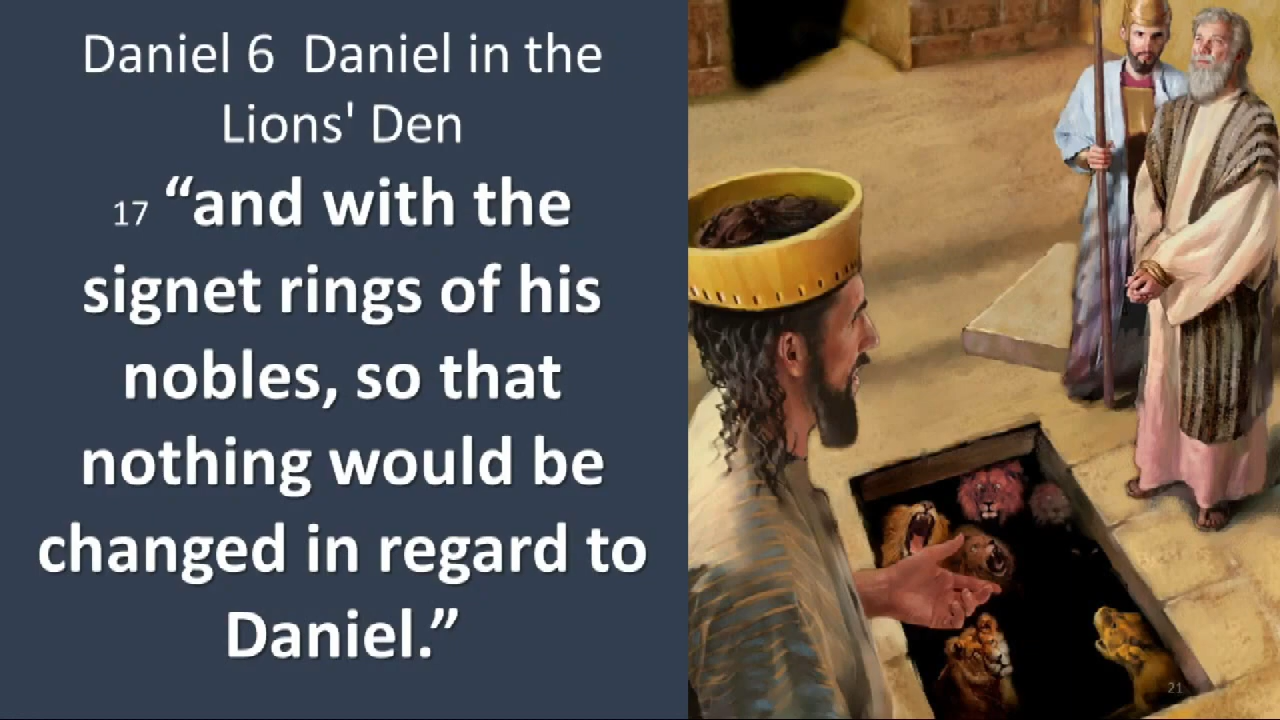 Daniel 6  Daniel in the
Lions' Den
17 “and with the
signet rings of his
nobles, so that
nothing would be
changed in regard to
Daniel.”
21